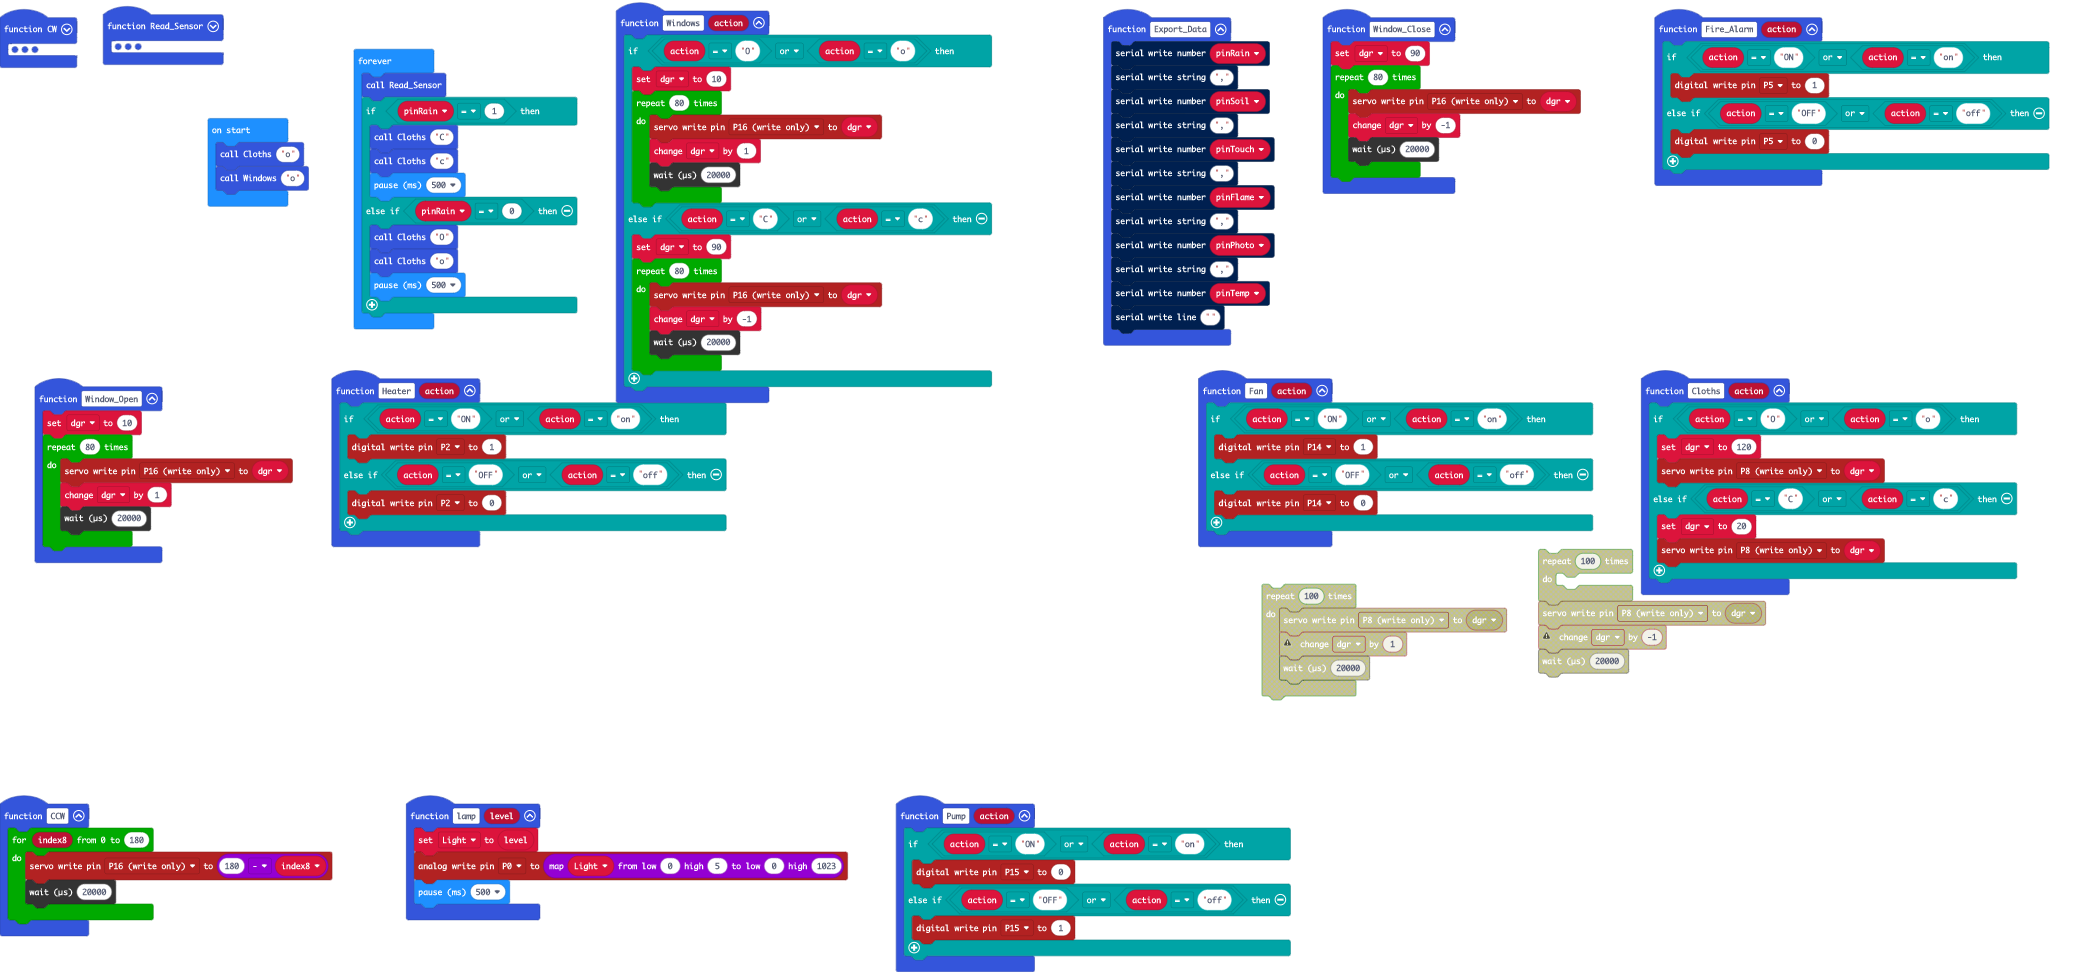 function CW
function Read_Sensor
on start
call Cloths "o"
call Windows "o"
forever
call Read_Sensor
if pinRain = 1 then
call Cloths "C"
call Cloths "c"
pause (ms) 500
else if pinRain = 0 then
call Cloths "O"
call Cloths "o"
pause (ms) 500
function Windows action
if action = "O" or action = "o" then
set dgr to 10
repeat 80 times
do
servo write pin P16 (write only) to dgr
change dgr by 1
wait (µs) 20000
else if action = "C" or action = "c" then
set dgr to 90
repeat 80 times
do
servo write pin P16 (write only) to dgr
change dgr by -1
wait (µs) 20000
function Export_Data
serial write number pinRain
serial write string ","
serial write number pinSoil
serial write string ","
serial write number pinTouch
serial write string ","
serial write number pinFlame
serial write string ","
serial write number pinPhoto
serial write string ","
serial write number pinTemp
serial write line ""
function Window_Close
set dgr to 90
repeat 80 times
do
servo write pin P16 (write only) to dgr
change dgr by -1
wait (µs) 20000
function Fire_Alarm action
if action = "ON" or action = "on" then
digital write pin P5 to 1
else if action = "OFF" or action = "off" then
digital write pin P5 to 0
function Window_Open
set dgr to 10
repeat 80 times
do
servo write pin P16 (write only) to dgr
change dgr by 1
wait (µs) 20000
function Heater action
if action = "ON" or action = "on" then
digital write pin P2 to 1
else if action = "OFF" or action = "off" then
digital write pin P2 to 0
function Fan action
if action = "ON" or action = "on" then
digital write pin P14 to 1
else if action = "OFF" or action = "off" then
digital write pin P14 to 0
function Cloths action
if action = "O" or action = "o" then
set dgr to 120
servo write pin P8 (write only) to dgr
else if action = "C" or action = "c" then
set dgr to 20
servo write pin P8 (write only) to dgr
repeat 100 times
do
servo write pin P8 (write only) to dgr
change dgr by 1
wait (µs) 20000
repeat 100 times
do
servo write pin P8 (write only) to dgr
change dgr by -1
wait (µs) 20000
function CCW
for index8 from 0 to 180
do
servo write pin P16 (write only) to 180 - index8
wait (µs) 20000
function lamp level
set Light to level
analog write pin P0 to map Light from low 0 high 5 to low 0 high 1023
pause (ms) 500
function Pump action
if action = "ON" or action = "on" then
digital write pin P15 to 0
else if action = "OFF" or action = "off" then
digital write pin P15 to 1